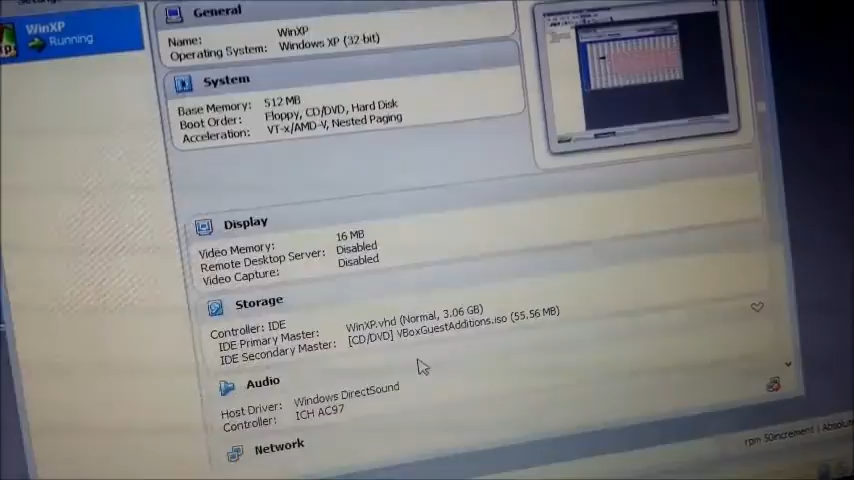 WinXP
Running
General
Name: WinXP
Operating System: Windows XP (32-bit)
System
Base Memory: 512 MB
Boot Order: Floppy, CD/DVD, Hard Disk
Acceleration: VT-x/AMD-V, Nested Paging
Display
Video Memory: 16 MB
Remote Desktop Server: Disabled
Video Capture: Disabled
Storage
Controller: IDE
IDE Primary Master: WinXP.vhd (Normal, 3.06 GB)
IDE Secondary Master: [CD/DVD] VBoxGuestAdditions.iso (55.56 MB)
Audio
Host Driver: Windows DirectSound
Controller: ICH AC97
Network
rpm 50increment | Absolute